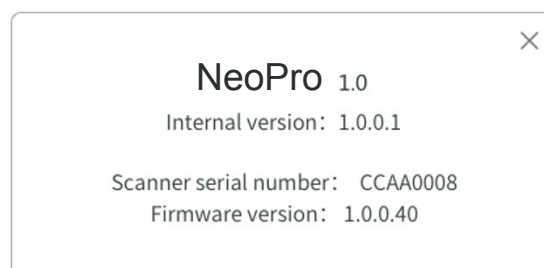 NeoPro 1.0
Internal version： 1.0.0.1
Scanner serial number： CCAA0008
Firmware version： 1.0.0.40